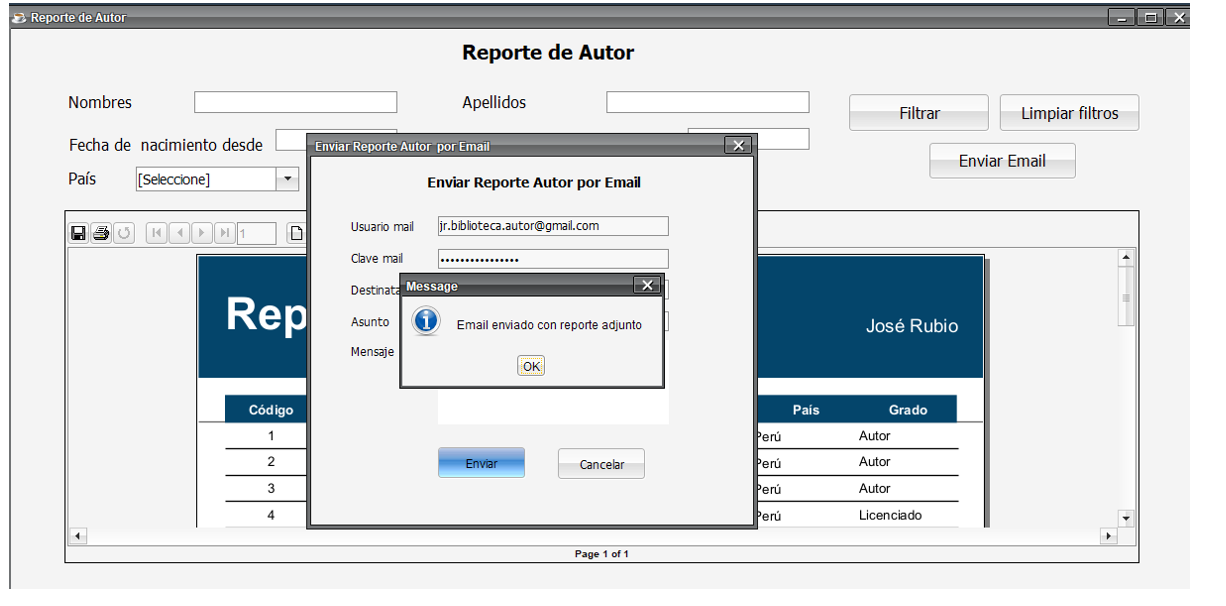 Reporte de Autor
Reporte de Autor
Nombres
Apellidos
Filtrar
Limpiar filtros
Fecha de nacimiento desde
Enviar Email
País
[Seleccione]
1
Enviar Reporte Autor por Email
Enviar Reporte Autor por Email
Usuario mail
jr.biblioteca.autor@gmail.com
Clave mail
••••••••••••••••
Asunto
Mensaje
Message
Email enviado con reporte adjunto
OK
Enviar
Cancelar
José Rubio
Código País Grado
1 Perú Autor
2 Perú Autor
3 Perú Autor
4 Perú Licenciado
Page 1 of 1